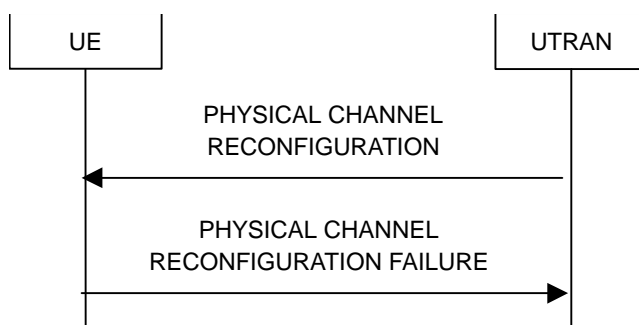 UE
UTRAN
PHYSICAL CHANNEL
RECONFIGURATION
PHYSICAL CHANNEL
RECONFIGURATION FAILURE